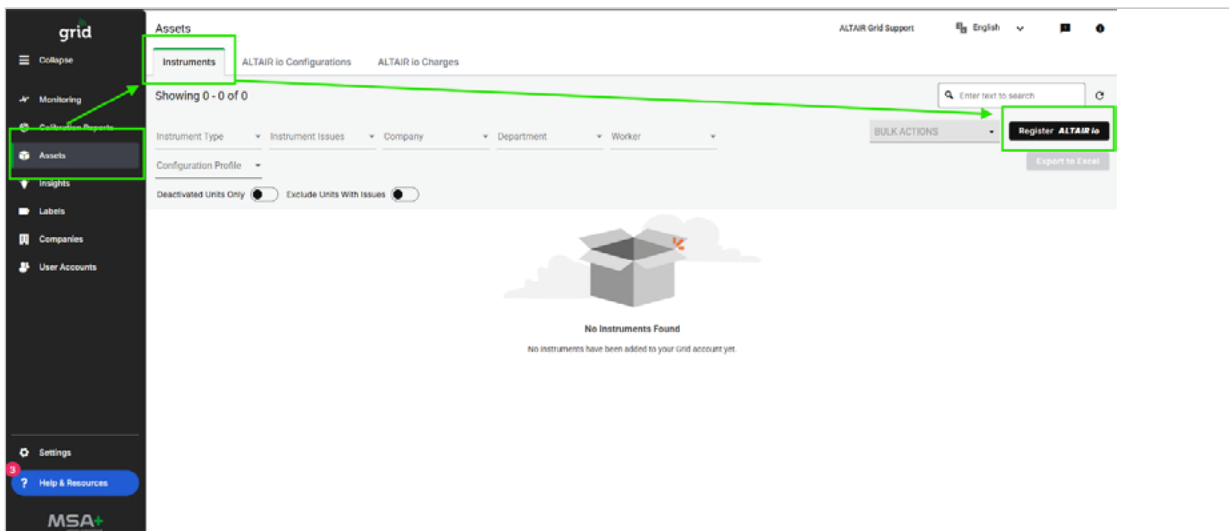 grid
Collapse
Monitoring
Calibration Reports
Assets
Insights
Labels
Companies
User Accounts
Settings
3
? Help & Resources
MSA+
Assets
ALTAIR Grid Support
English
Instruments
ALTAIR io Configurations
ALTAIR io Charges
Showing 0 - 0 of 0
Enter text to search
Instrument Type
Instrument Issues
Company
Department
Worker
BULK ACTIONS
Register ALTAIR io
Configuration Profile
Export to Excel
Deactivated Units Only
Exclude Units With Issues
No Instruments Found
No instruments have been added to your Grid account yet.